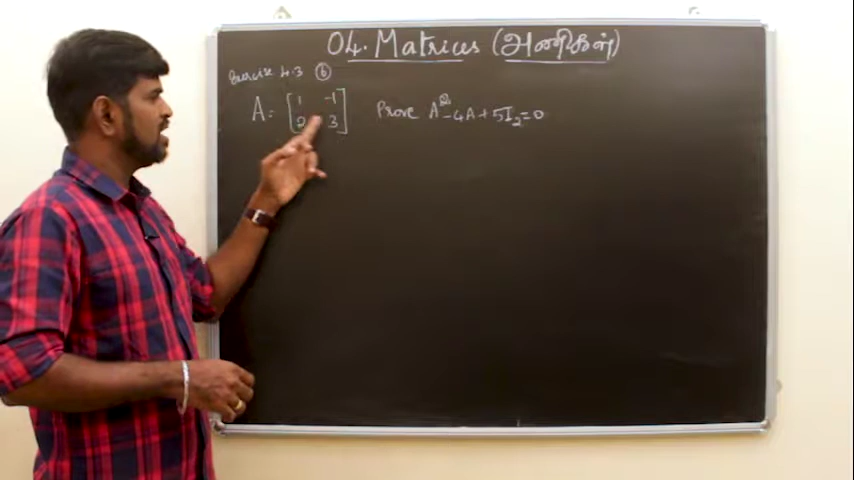 04. Matrices (அணிகள்)
Exercise 4.3 ⑥
A = [1 -1; 2 3] Prove A² - 4A + 5I₂ = 0